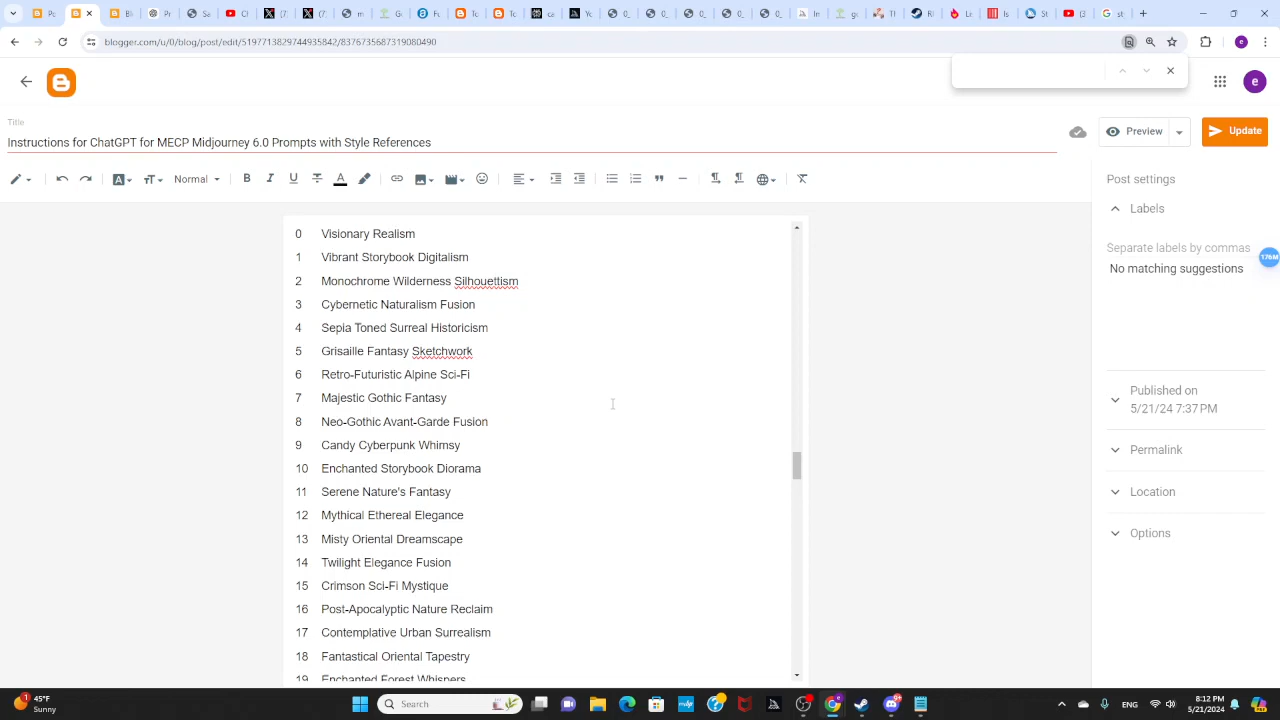 blogger.com/u/0/blog/post/edit/5197713829744935842/8376735687319080490
Title
Instructions for ChatGPT for MECP Midjourney 6.0 Prompts with Style References
Preview
Update
Normal
Post settings
Labels
Separate labels by commas
No matching suggestions
176M
Published on
5/21/24 7:37 PM
Permalink
Location
Options
0 Visionary Realism
1 Vibrant Storybook Digitalism
2 Monochrome Wilderness Silhouettism
3 Cybernetic Naturalism Fusion
4 Sepia Toned Surreal Historicism
5 Grisaille Fantasy Sketchwork
6 Retro-Futuristic Alpine Sci-Fi
7 Majestic Gothic Fantasy
8 Neo-Gothic Avant-Garde Fusion
9 Candy Cyberpunk Whimsy
10 Enchanted Storybook Diorama
11 Serene Nature's Fantasy
12 Mythical Ethereal Elegance
13 Misty Oriental Dreamscape
14 Twilight Elegance Fusion
15 Crimson Sci-Fi Mystique
16 Post-Apocalyptic Nature Reclaim
17 Contemplative Urban Surrealism
18 Fantastical Oriental Tapestry
19 Enchanted Forest Whispers
45°F
Sunny
Search
ENG
8:12 PM
5/21/2024